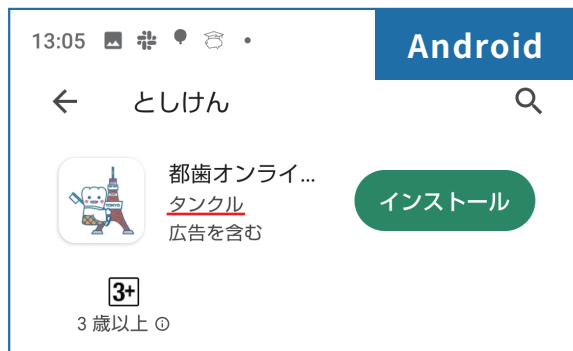 13:05
Android
としけん
都歯オンライ...
タンクル
インストール
広告を含む
TOKYO
3+
3 歳以上